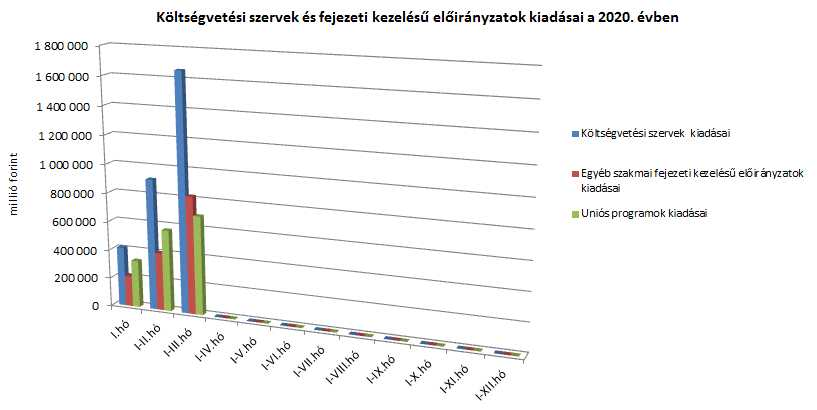 Költségvetési szervek és fejezeti kezelésű előirányzatok kiadásai a 2020. évben
millió forint
1 800 000
1 600 000
1 400 000
1 200 000
1 000 000
800 000
600 000
400 000
200 000
0
I.hó
I-II.hó
I-III.hó
I-IV.hó
I-V.hó
I-VI.hó
I-VII.hó
I-VIII.hó
I-IX.hó
I-X.hó
I-XI.hó
I-XII.hó
Költségvetési szervek kiadásai
Egyéb szakmai fejezeti kezelésű előirányzatok
kiadásai
Uniós programok kiadásai